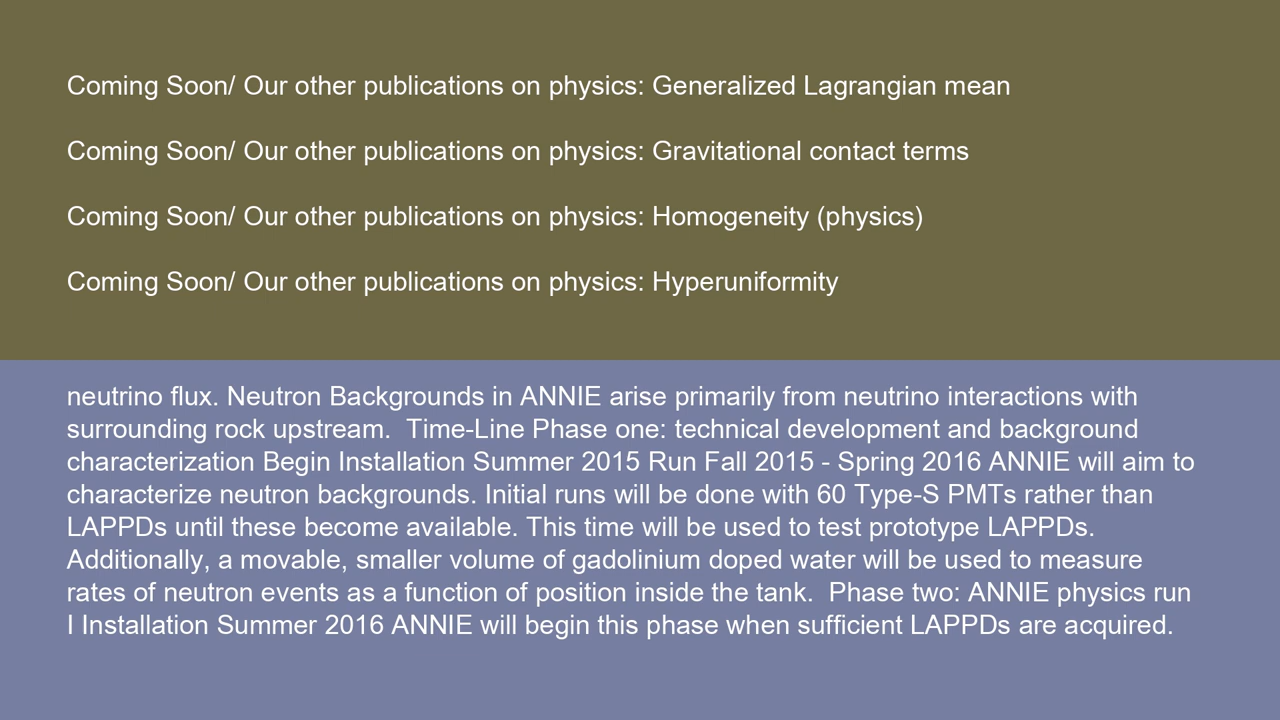 Coming Soon/ Our other publications on physics: Generalized Lagrangian mean
Coming Soon/ Our other publications on physics: Gravitational contact terms
Coming Soon/ Our other publications on physics: Homogeneity (physics)
Coming Soon/ Our other publications on physics: Hyperuniformity
neutrino flux. Neutron Backgrounds in ANNIE arise primarily from neutrino interactions with
surrounding rock upstream.  Time-Line Phase one: technical development and background
characterization Begin Installation Summer 2015 Run Fall 2015 - Spring 2016 ANNIE will aim to
characterize neutron backgrounds. Initial runs will be done with 60 Type-S PMTs rather than
LAPPDs until these become available. This time will be used to test prototype LAPPDs.
Additionally, a movable, smaller volume of gadolinium doped water will be used to measure
rates of neutron events as a function of position inside the tank.  Phase two: ANNIE physics run
I Installation Summer 2016 ANNIE will begin this phase when sufficient LAPPDs are acquired.